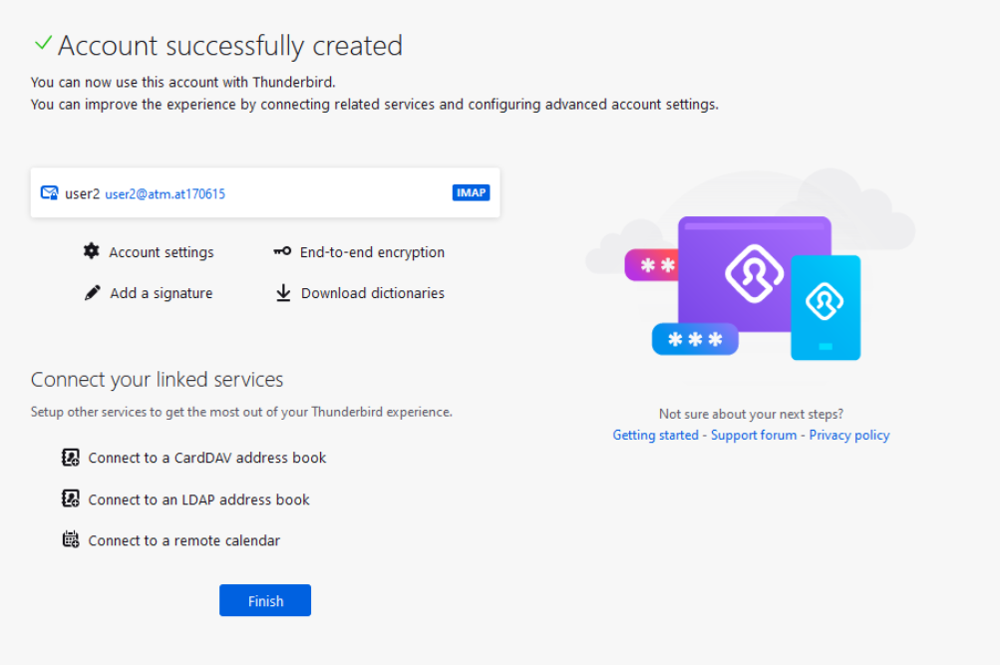 Account successfully created
You can now use this account with Thunderbird.
You can improve the experience by connecting related services and configuring advanced account settings.
user2 user2@atm.at170615 IMAP
Account settings
End-to-end encryption
Add a signature
Download dictionaries
Connect your linked services
Setup other services to get the most out of your Thunderbird experience.
Connect to a CardDAV address book
Connect to an LDAP address book
Connect to a remote calendar
Finish
** 
***
Not sure about your next steps?
Getting started - Support forum - Privacy policy